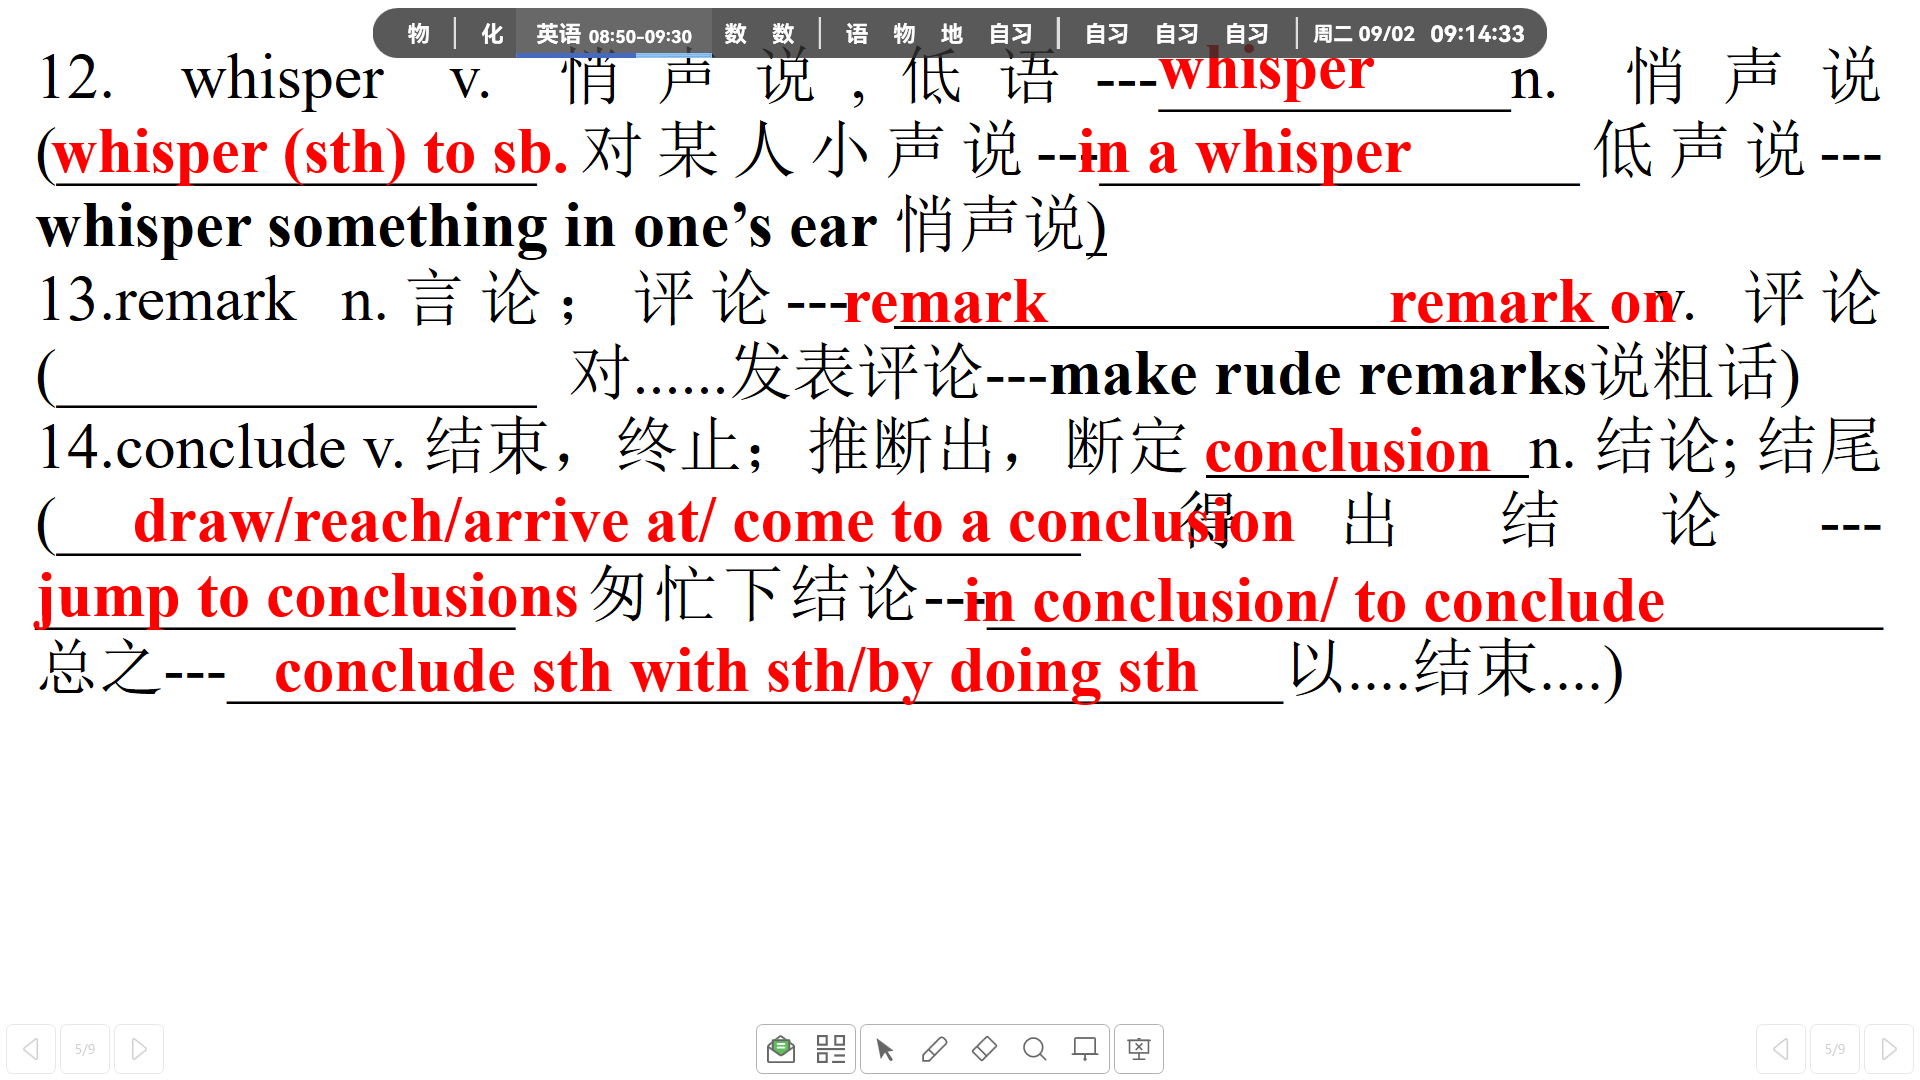 物 | 化 英语 08:50-09:30 数 数 | 语 物 地 自习 | 自习 自习 自习 | 周二 09/02 09:14:33
12. whisper v. 悄声说,低语---whisper n. 悄声说
(whisper (sth) to sb. 对某人小声说---in a whisper 低声说---
whisper something in one’s ear 悄声说)
13.remark n.言论；评论---remark remark on v. 评论
( 对......发表评论---make rude remarks说粗话)
14.conclude v. 结束，终止；推断出，断定 conclusion n. 结论; 结尾
(draw/reach/arrive at/ come to a conclusion 得出结论---
jump to conclusions 匆忙下结论---in conclusion/ to conclude
总之---conclude sth with sth/by doing sth 以....结束....)
5/9 5/9